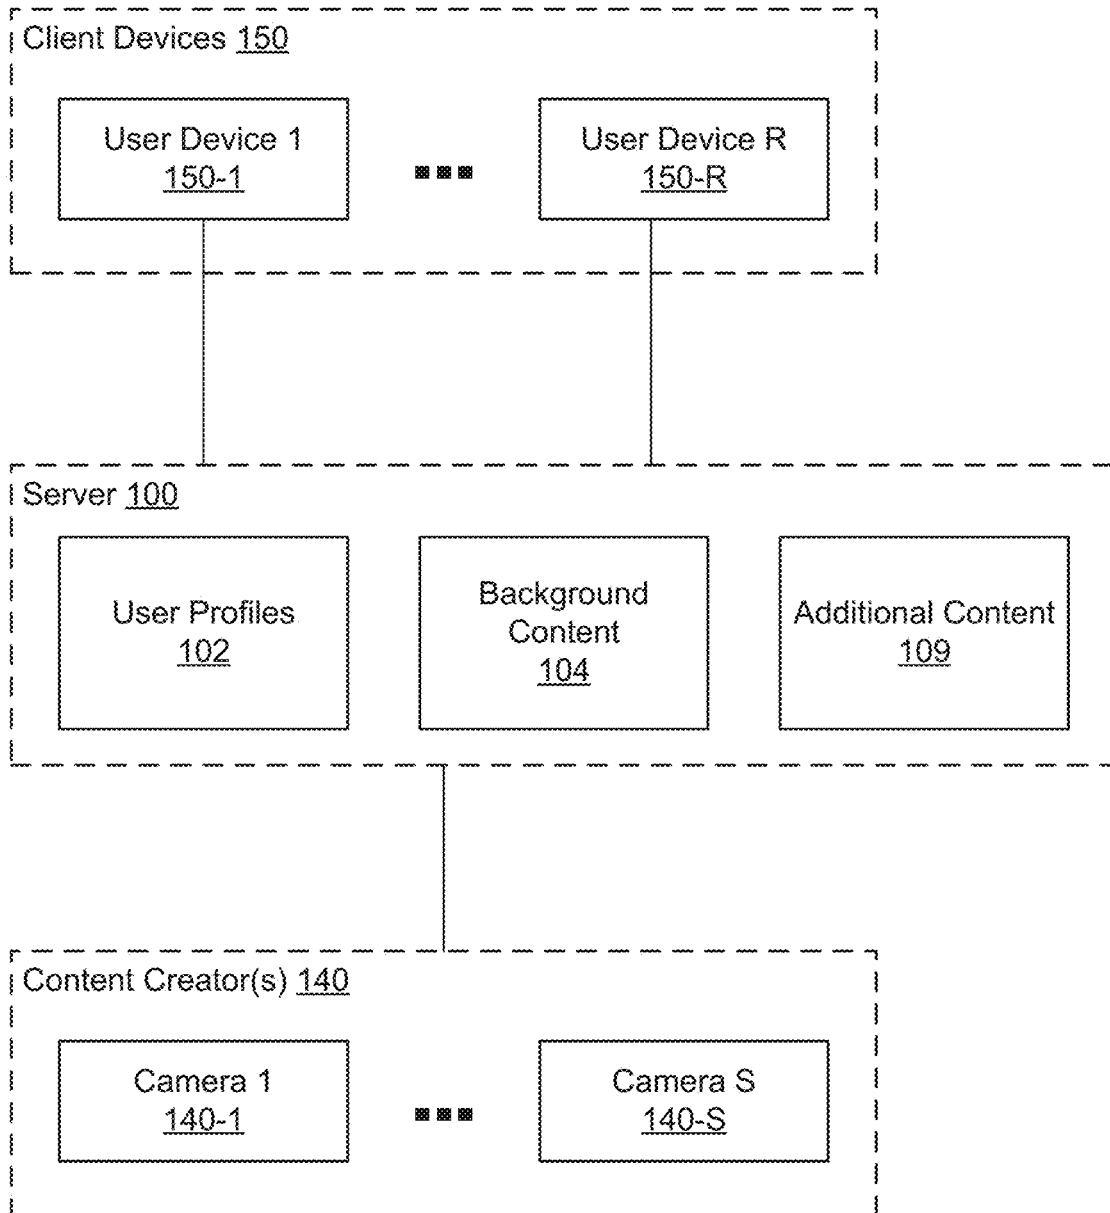 Client Devices 150
User Device 1
150-1
User Device R
150-R
Server 100
User Profiles
102
Background
Content
104
Additional Content
109
Content Creator(s) 140
Camera 1
140-1
Camera S
140-S